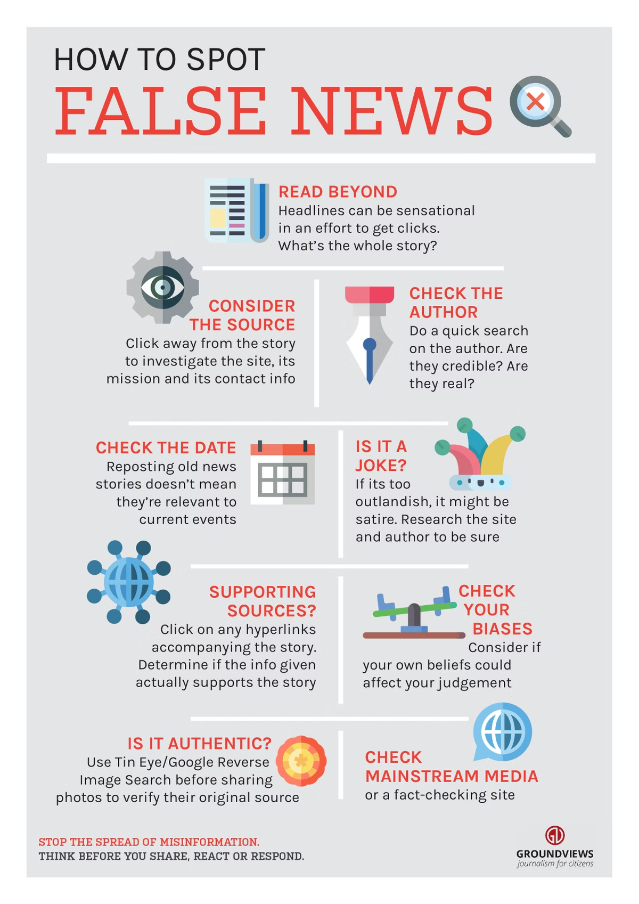 HOW TO SPOT
FALSE NEWS
READ BEYOND
Headlines can be sensational
in an effort to get clicks.
What's the whole story?
CONSIDER
THE SOURCE
Click away from the story
to investigate the site, its
mission and its contact info
CHECK THE
AUTHOR
Do a quick search
on the author. Are
they credible? Are
they real?
CHECK THE DATE
Reposting old news
stories doesn't mean
they're relevant to
current events
IS IT A
JOKE?
If its too
outlandish, it might be
satire. Research the site
and author to be sure
SUPPORTING
SOURCES?
Click on any hyperlinks
accompanying the story.
Determine if the info given
actually supports the story
CHECK
YOUR
BIASES
Consider if
your own beliefs could
affect your judgement
IS IT AUTHENTIC?
Use Tin Eye/Google Reverse
Image Search before sharing
photos to verify their original source
CHECK
MAINSTREAM MEDIA
or a fact-checking site
STOP THE SPREAD OF MISINFORMATION.
THINK BEFORE YOU SHARE, REACT OR RESPOND.
GROUNDVIEWS
journalism for citizens